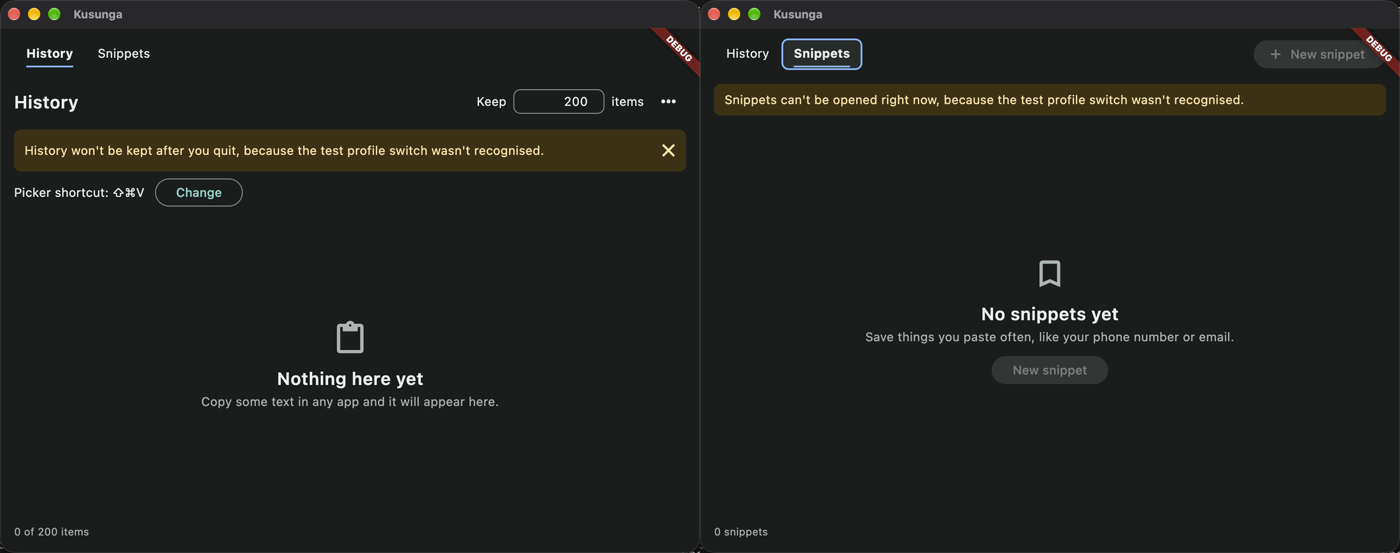 Kusunga
History Snippets
DEBUG
History
Keep 200 items •••
History won't be kept after you quit, because the test profile switch wasn't recognised.
Picker shortcut: ⇧⌘V Change
Nothing here yet
Copy some text in any app and it will appear here.
0 of 200 items
Kusunga
History Snippets + New snippet
DEBUG
Snippets can't be opened right now, because the test profile switch wasn't recognised.
No snippets yet
Save things you paste often, like your phone number or email.
New snippet
0 snippets